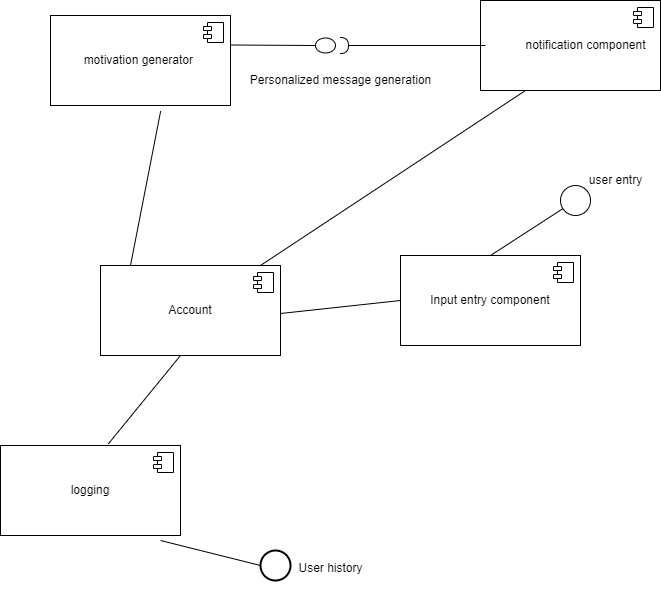 motivation generator
notification component
Personalized message generation
user entry
Account
Input entry component
logging
User history